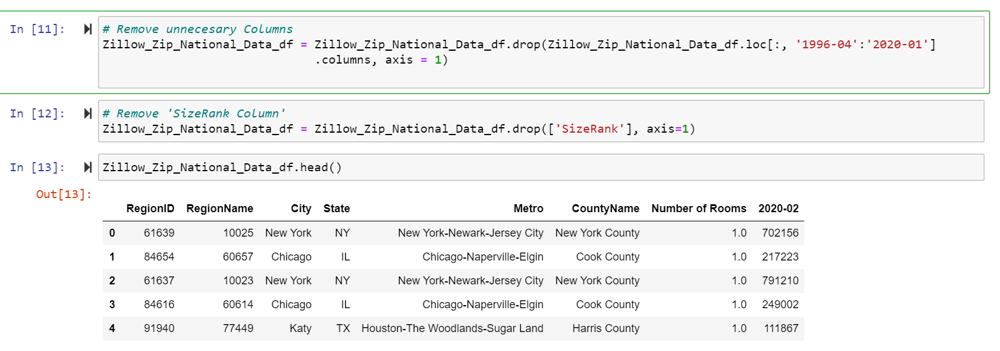 In [11]: # Remove unnecesary Columns
Zillow_Zip_National_Data_df = Zillow_Zip_National_Data_df.drop(Zillow_Zip_National_Data_df.loc[:, '1996-04':'2020-01']
.columns, axis = 1)
In [12]: # Remove 'SizeRank Column'
Zillow_Zip_National_Data_df = Zillow_Zip_National_Data_df.drop(['SizeRank'], axis=1)
In [13]: Zillow_Zip_National_Data_df.head()
Out[13]:
RegionID RegionName City State Metro CountyName Number of Rooms 2020-02
0 61639 10025 New York NY New York-Newark-Jersey City New York County 1.0 702156
1 84654 60657 Chicago IL Chicago-Naperville-Elgin Cook County 1.0 217223
2 61637 10023 New York NY New York-Newark-Jersey City New York County 1.0 791210
3 84616 60614 Chicago IL Chicago-Naperville-Elgin Cook County 1.0 249002
4 91940 77449 Katy TX Houston-The Woodlands-Sugar Land Harris County 1.0 111867